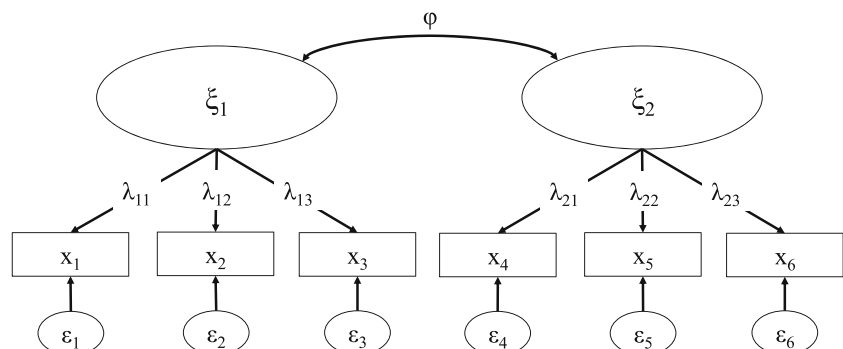 φ
ξ₁ ξ₂
λ₁₁ λ₁₂ λ₁₃ λ₂₁ λ₂₂ λ₂₃
x₁ x₂ x₃ x₄ x₅ x₆
ε₁ ε₂ ε₃ ε₄ ε₅ ε₆